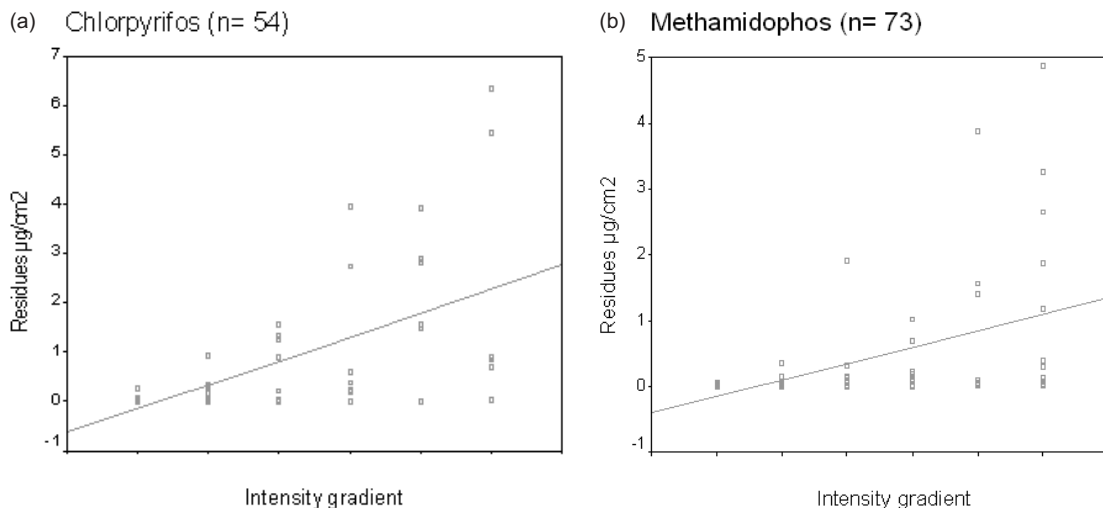 (a) Chlorpyrifos (n= 54)
7
6
5
4
3
2
1
0
-1
Residues µg/cm2
Intensity gradient
(b) Methamidophos (n= 73)
5
4
3
2
1
0
-1
Residues µg/cm2
Intensity gradient